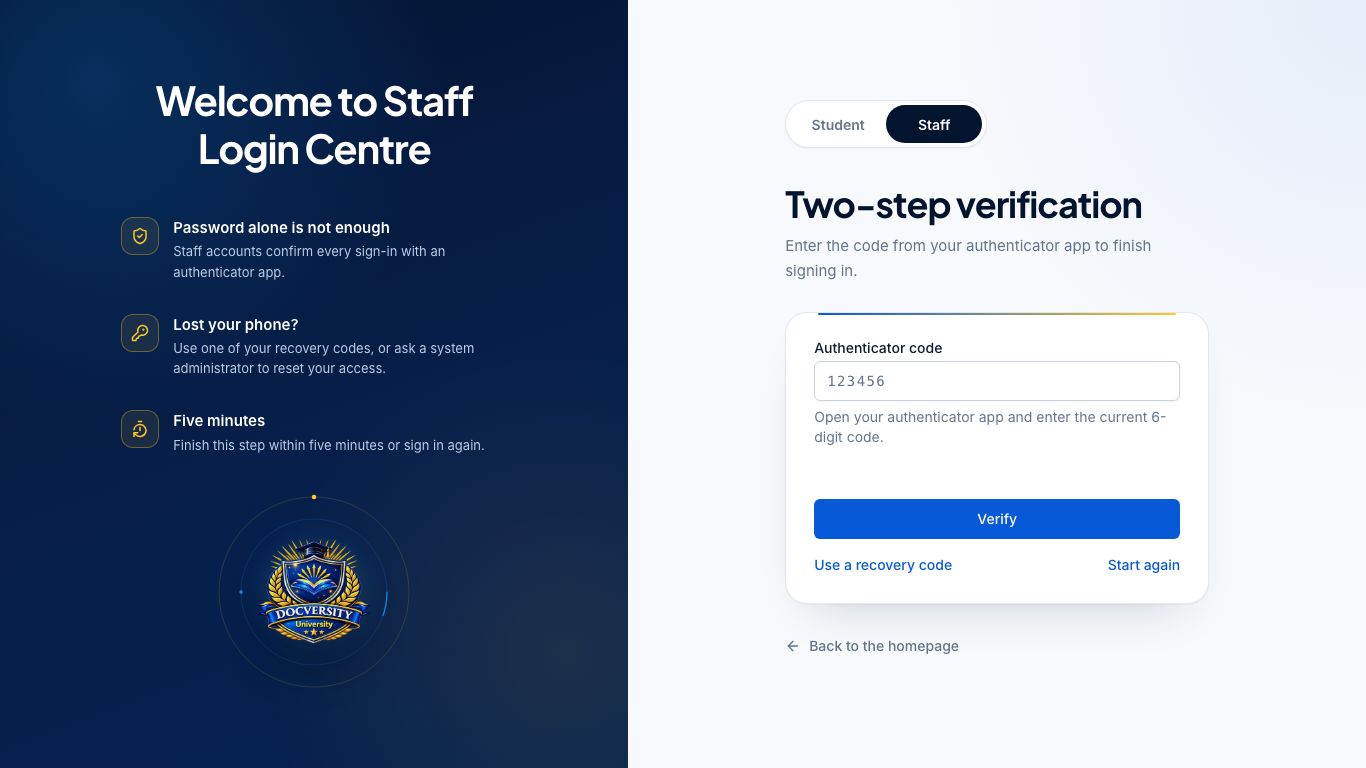 Welcome to Staff
Login Centre
Password alone is not enough
Staff accounts confirm every sign-in with an
authenticator app.
Lost your phone?
Use one of your recovery codes, or ask a system
administrator to reset your access.
Five minutes
Finish this step within five minutes or sign in again.
DOCVERSITY
University
Student
Staff
Two-step verification
Enter the code from your authenticator app to finish
signing in.
Authenticator code
123456
Open your authenticator app and enter the current 6-
digit code.
Verify
Use a recovery code
Start again
Back to the homepage